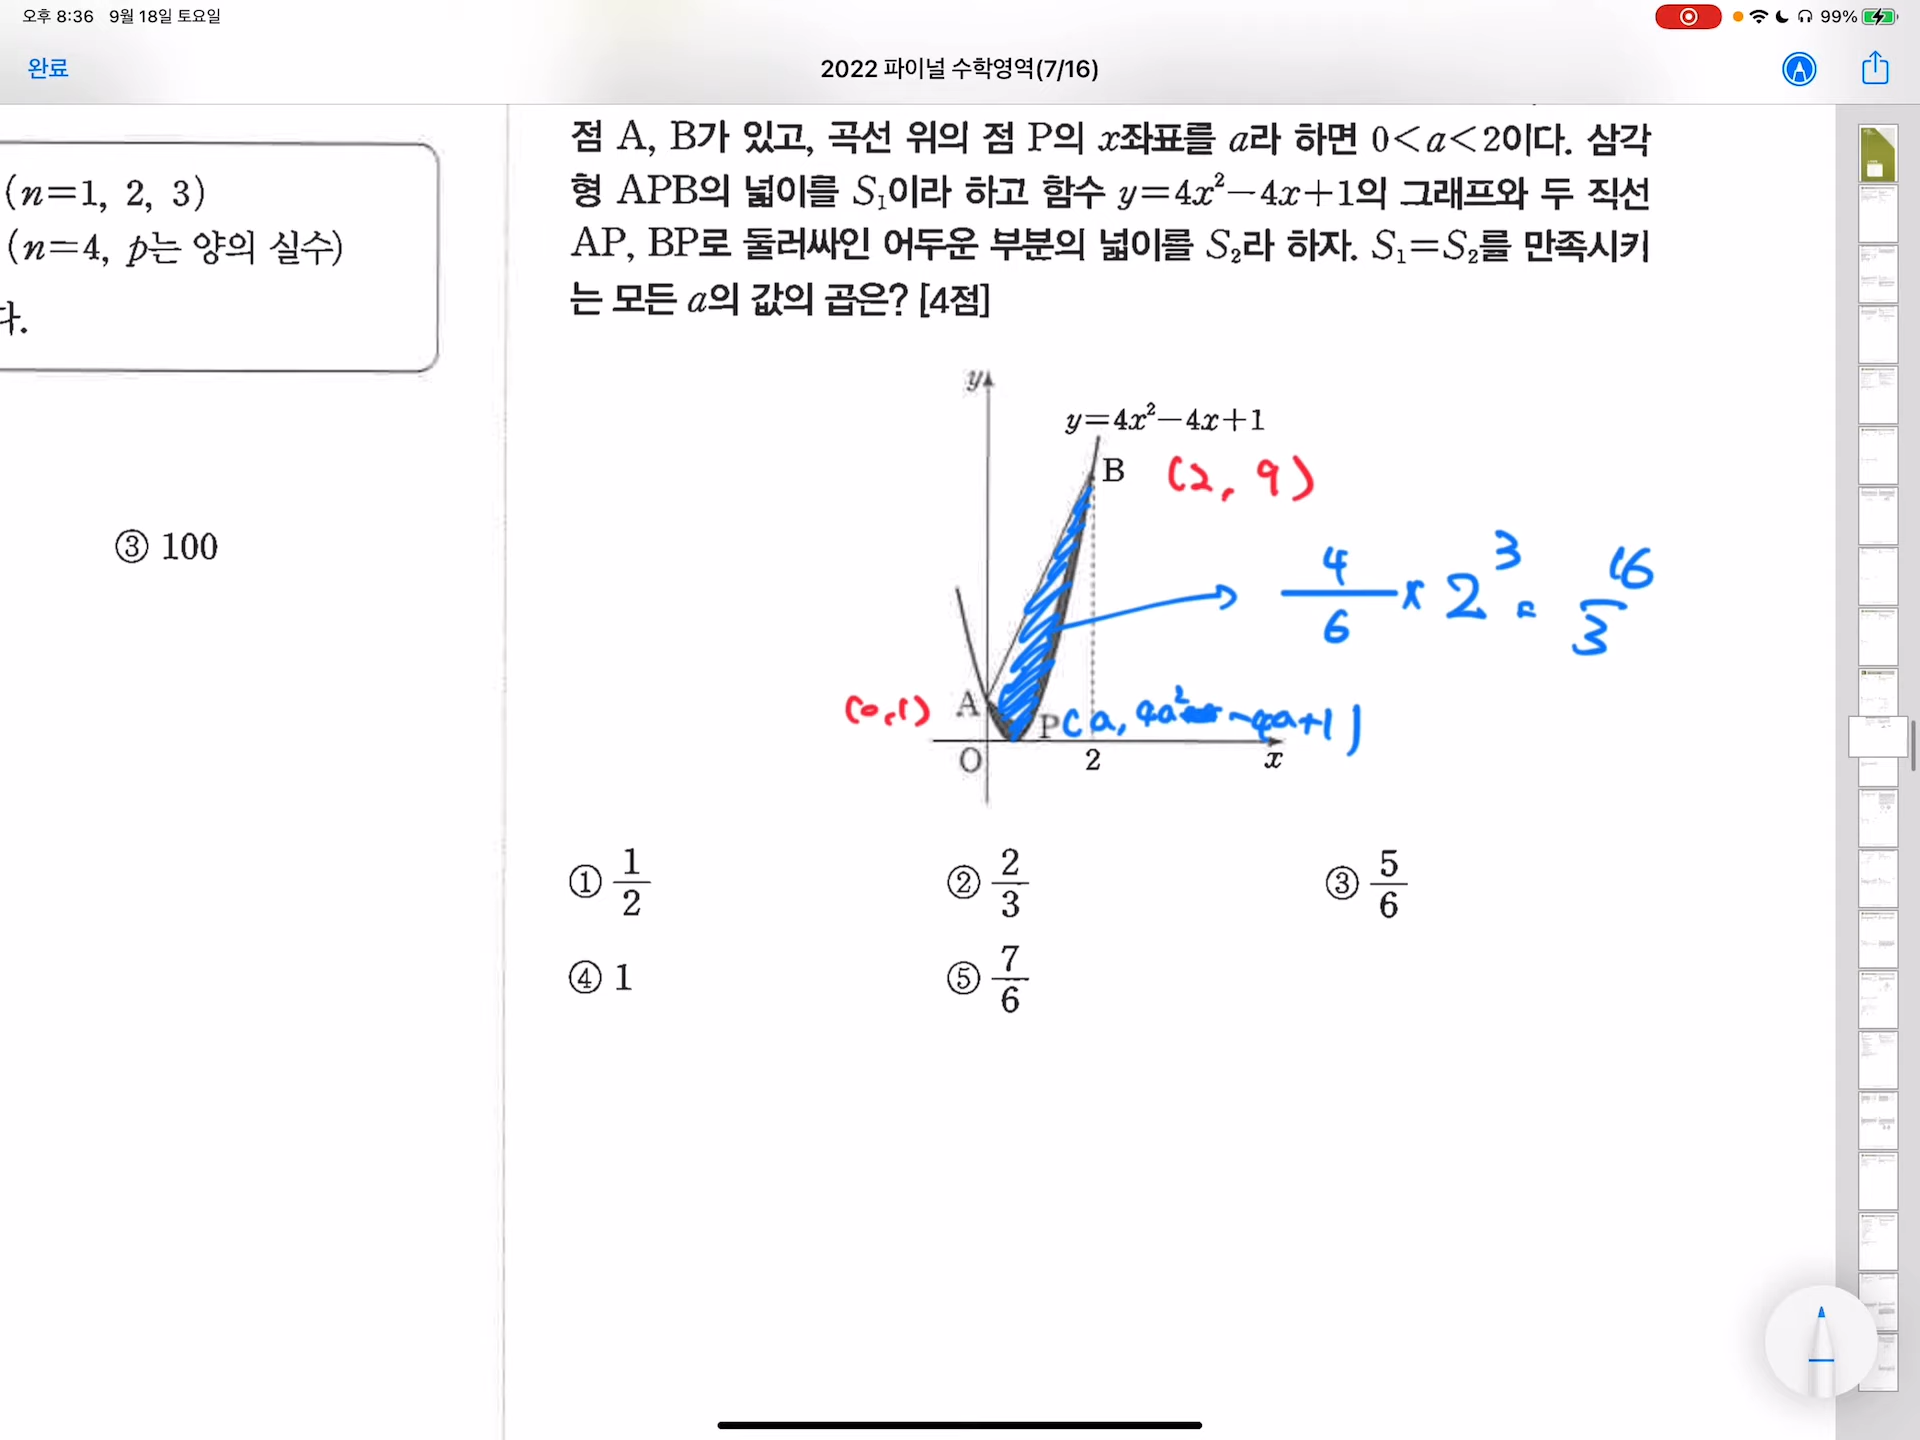 오후 8:36 9월 18일 토요일
99%
완료
2022 파이널 수학영역(7/16)
(n=1, 2, 3)
(n=4, p는 양의 실수)
다.
③ 100
점 A, B가 있고, 곡선 위의 점 P의 x좌표를 a라 하면 0<a<2이다. 삼각
형 APB의 넓이를 S₁이라 하고 함수 y=4x²−4x+1의 그래프와 두 직선
AP, BP로 둘러싸인 어두운 부분의 넓이를 S₂라 하자. S₁=S₂를 만족시키
는 모든 a의 값의 곱은? [4점]
y
y=4x²−4x+1
B (2, 9)
4/6 × 2³ = 16/3
(0,1) A
P(a, 4a² -4a+1)
O 2 x
① 1/2 ② 2/3 ③ 5/6
④ 1 ⑤ 7/6